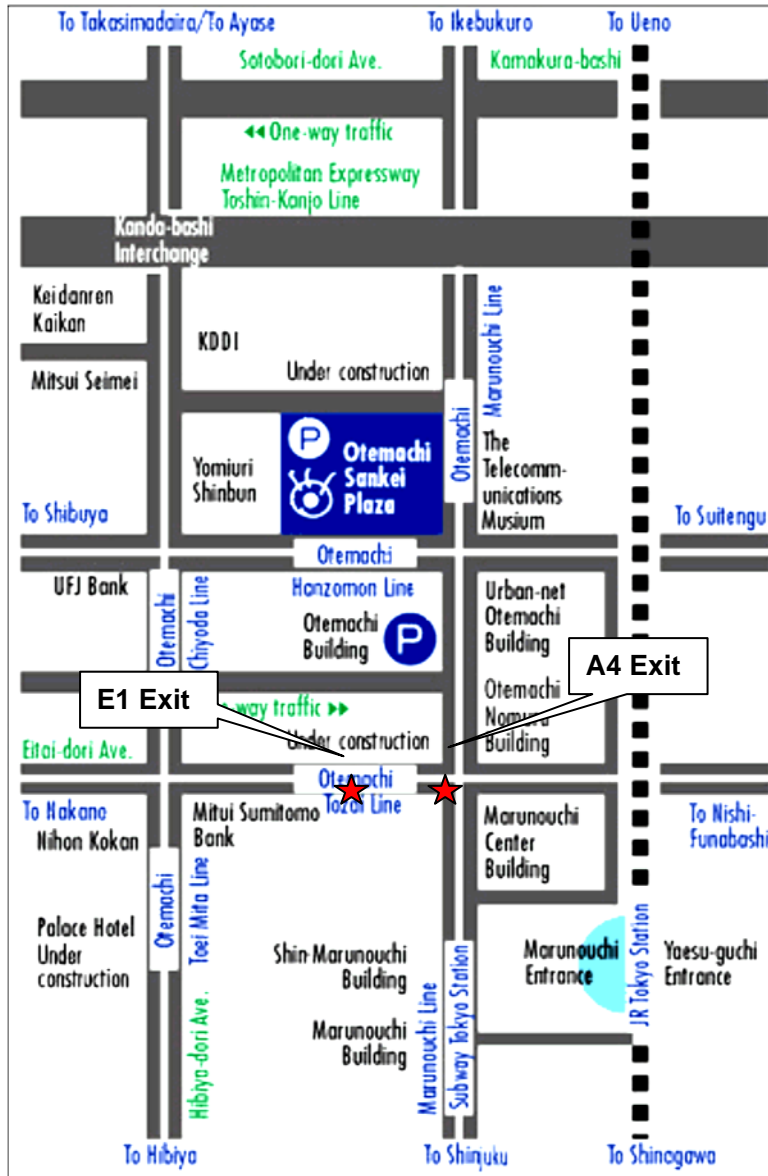 To Takasimadaira/To Ayase
To Ikebukuro
To Ueno
Sotobori-dori Ave.
Kamakura-bashi
◀◀ One-way traffic
Metropolitan Expressway
Toshin-Kanjo Line
Kanda-bashi
Interchange
Keidanren
Kaikan
KDDI
Marunouchi Line
Under construction
Mitsui Seimei
Otemachi
P
Otemachi
Sankei
Plaza
The
Telecomm-
unications
Musium
Yomiuri
Shinbun
To Shibuya
To Suitengu
Otemachi
UFJ Bank
Otemachi
Chiyoda Line
Hanzomon Line
Urban-net
Otemachi
Building
Otemachi
Building
P
A4 Exit
E1 Exit
Otemachi
Nomura
Building
way traffic ▶▶
Under construction
Eitai-dori Ave.
Otemachi
Tozai Line
To Nakano
Nihon Kokan
Mitui Sumitomo
Bank
Marunouchi
Center
Building
To Nishi-
Funabashi
Otemachi
Toei Mita Line
Palace Hotel
Under
construction
Shin-Marunouchi
Building
Marunouchi
Building
Marunouchi Line
Subway Tokyo Station
Marunouchi
Entrance
JR Tokyo Station
Yaesu-guchi
Entrance
Hibiya-dori Ave.
To Hibiya
To Shinjuku
To Shinagawa